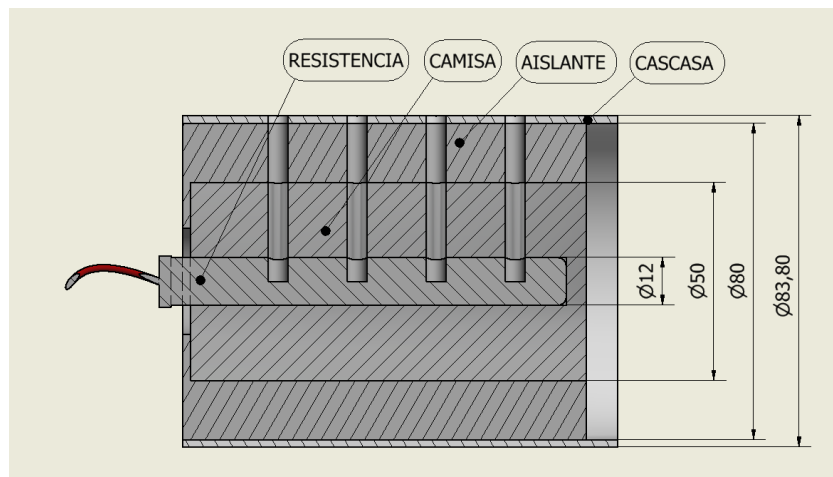 RESISTENCIA
CAMISA
AISLANTE
CASCASA
Ø12
Ø50
Ø80
Ø83,80